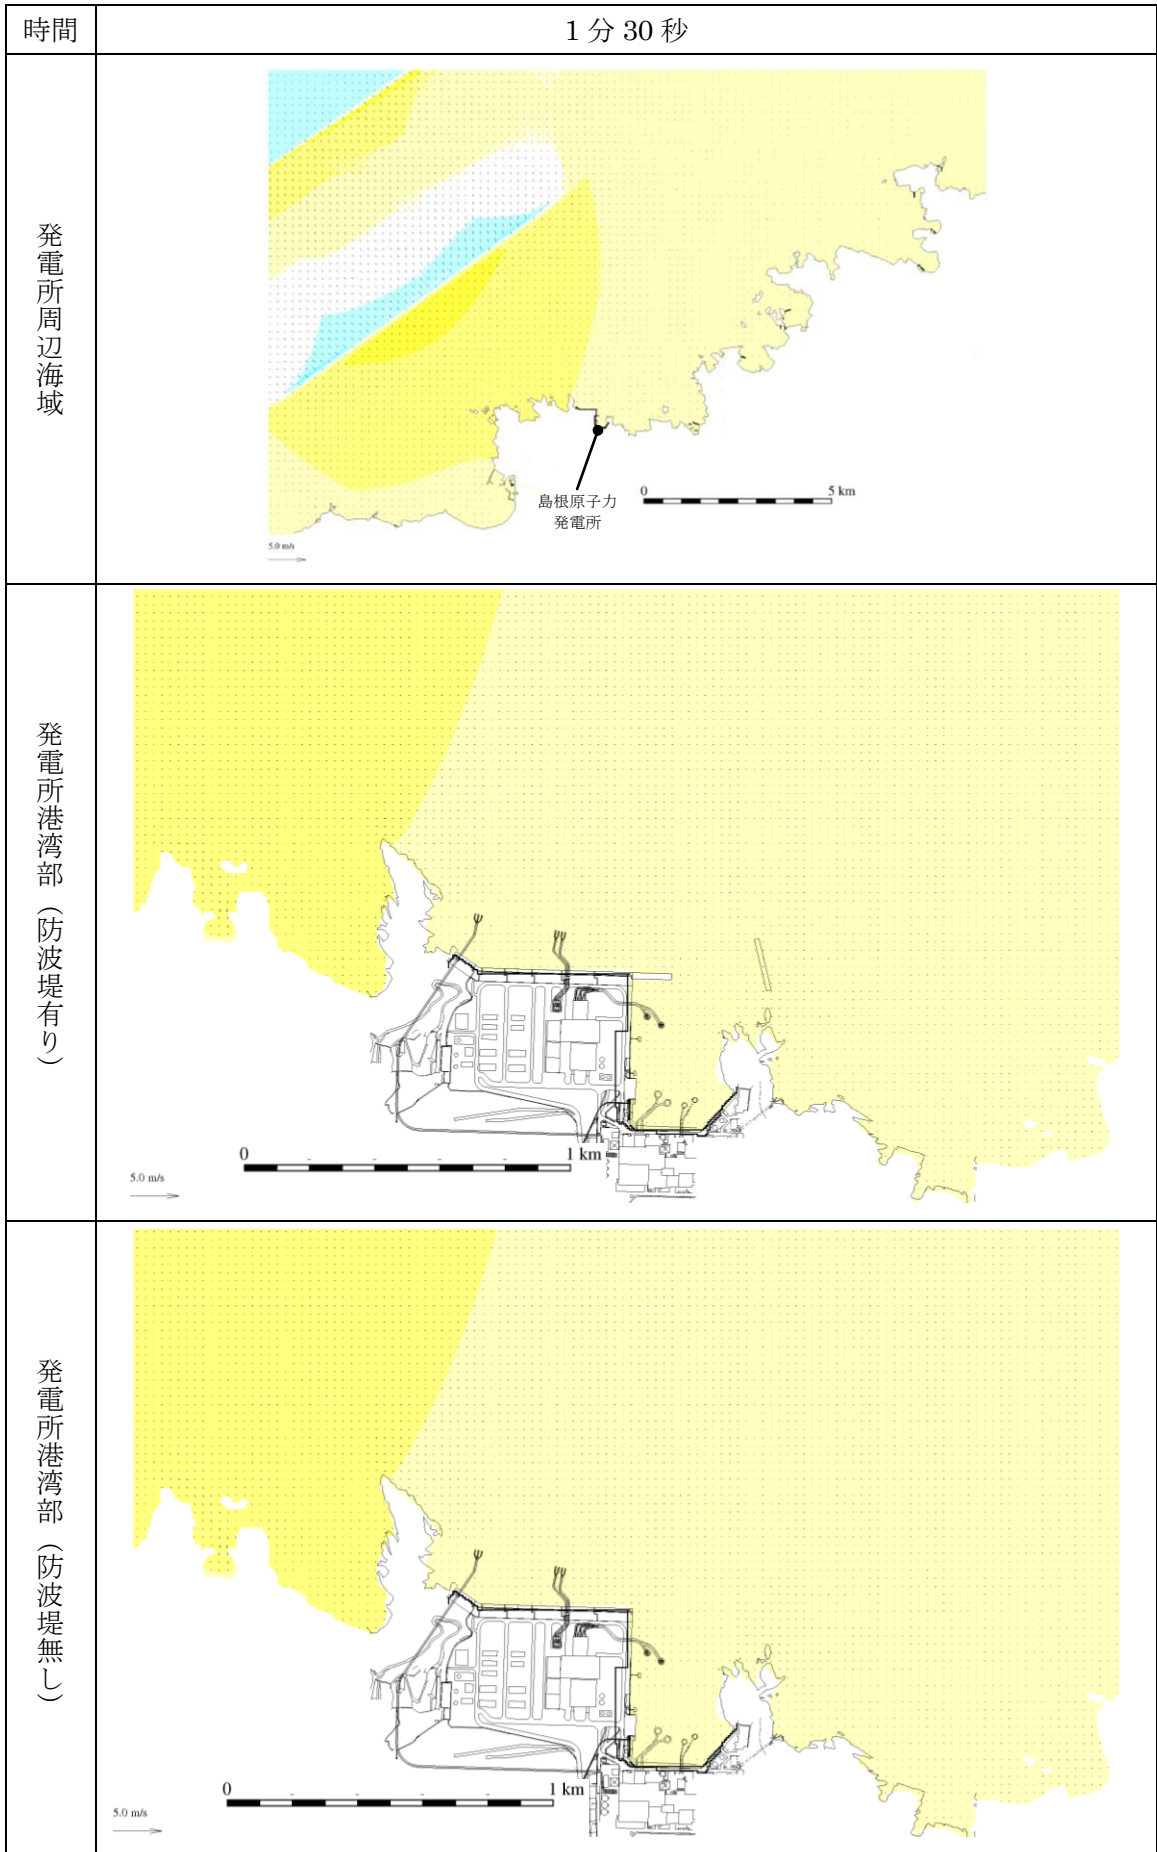 時間
1分30秒
発電所周辺海域
島根原子力
発電所
0 5 km
5.0 m/s
発電所港湾部（防波堤有り）
0 1 km
5.0 m/s
発電所港湾部（防波堤無し）
0 1 km
5.0 m/s